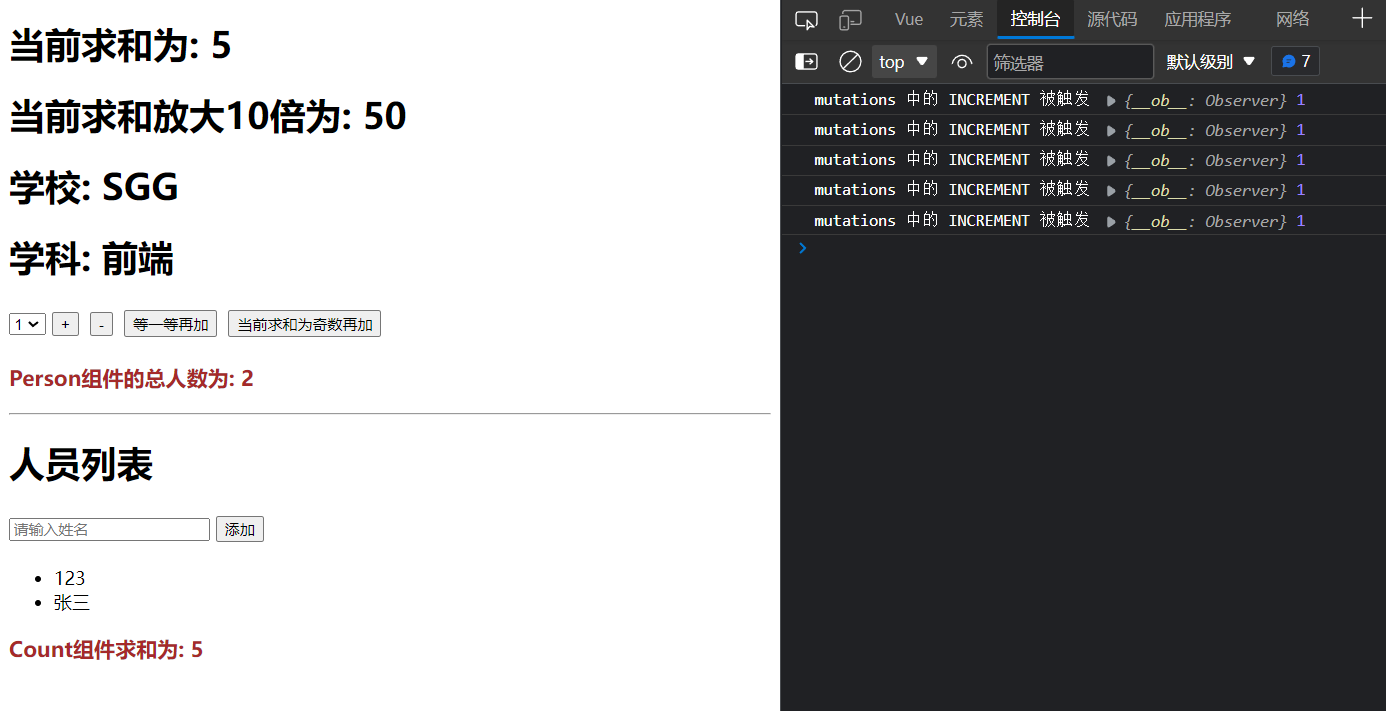 当前求和为: 5
当前求和放大10倍为: 50
学校: SGG
学科: 前端
1 + - 等一等再加 当前求和为奇数再加
Person组件的总人数为: 2
人员列表
请输入姓名 添加
123
张三
Count组件求和为: 5
Vue 元素 控制台 源代码 应用程序 网络
top 筛选器 默认级别 7
mutations 中的 INCREMENT 被触发 {__ob__: Observer} 1
mutations 中的 INCREMENT 被触发 {__ob__: Observer} 1
mutations 中的 INCREMENT 被触发 {__ob__: Observer} 1
mutations 中的 INCREMENT 被触发 {__ob__: Observer} 1
mutations 中的 INCREMENT 被触发 {__ob__: Observer} 1